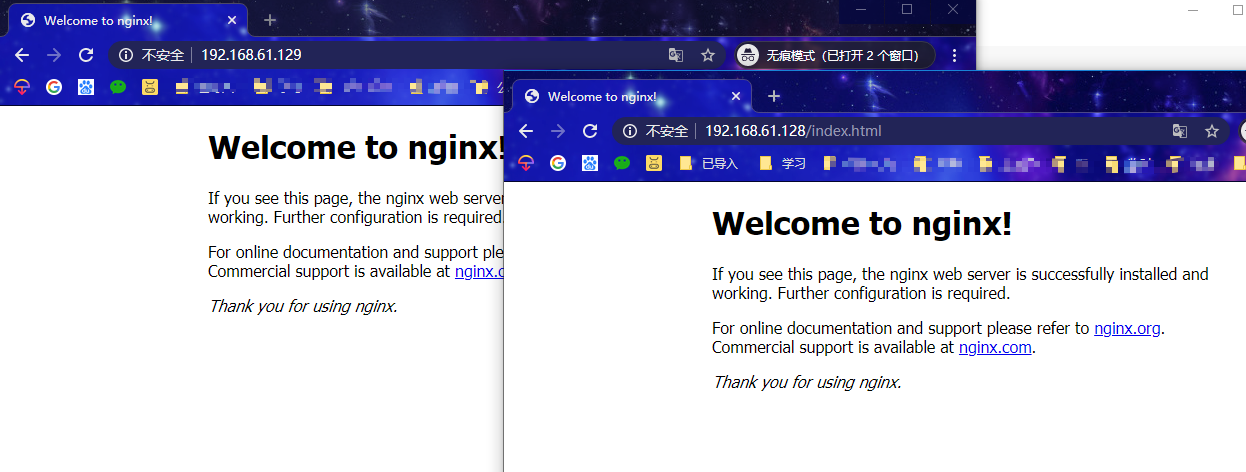 Welcome to nginx!
不安全 192.168.61.129
无痕模式（已打开 2 个窗口）
Welcome to nginx!
If you see this page, the nginx web server
working. Further configuration is required
For online documentation and support ple
Commercial support is available at nginx.c
Thank you for using nginx.
Welcome to nginx!
不安全 192.168.61.128/index.html
已导入 学习
Welcome to nginx!
If you see this page, the nginx web server is successfully installed and
working. Further configuration is required.
For online documentation and support please refer to nginx.org.
Commercial support is available at nginx.com.
Thank you for using nginx.